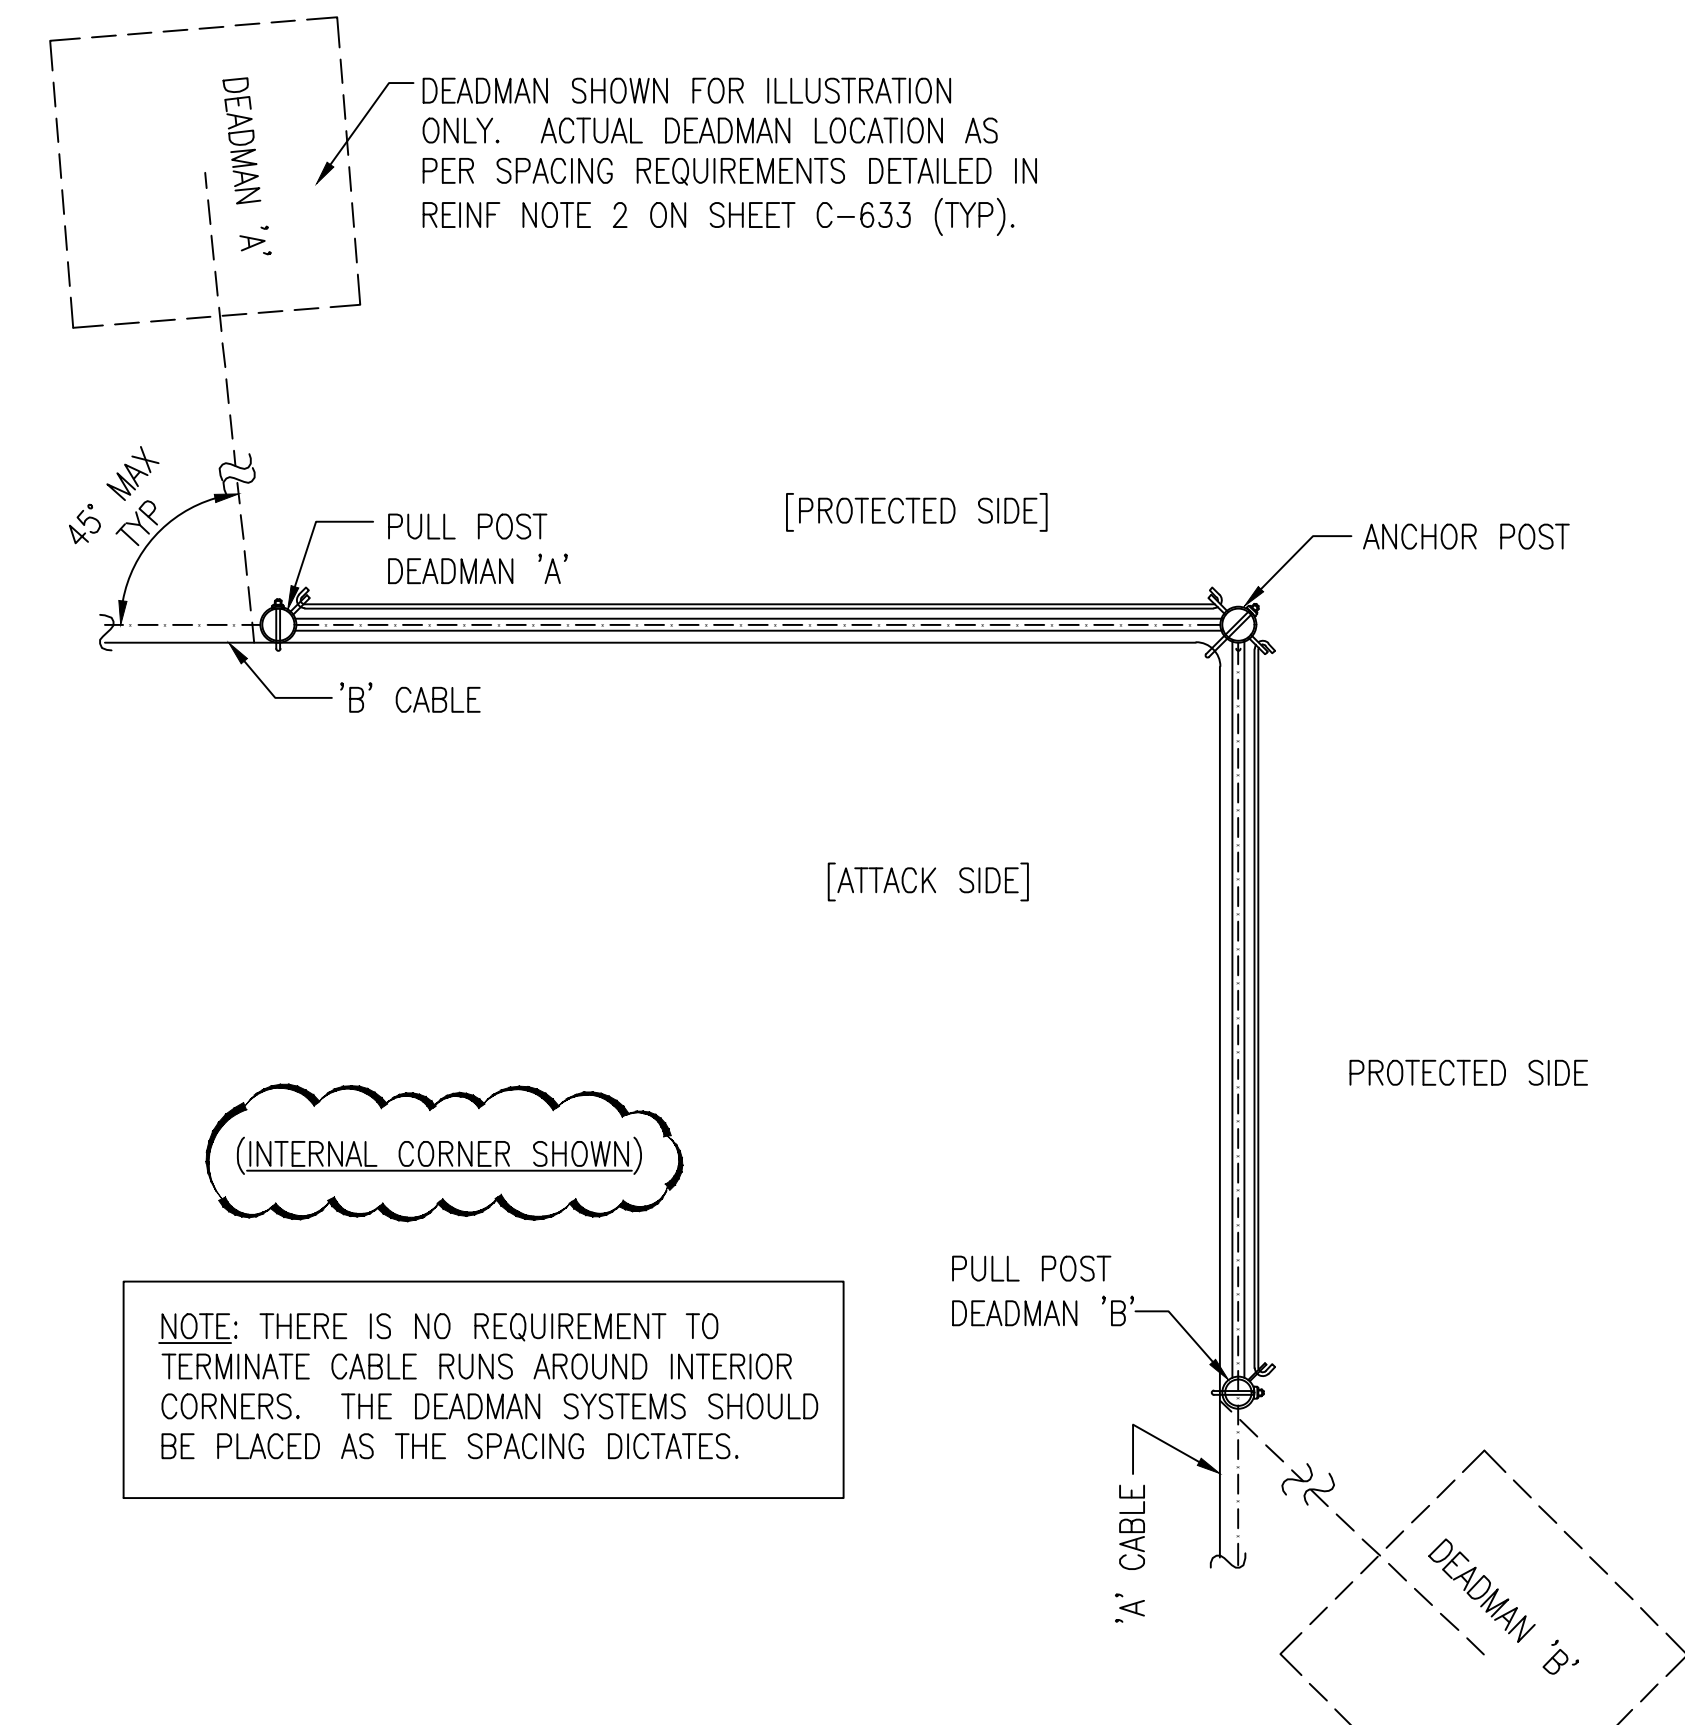 DEADMAN 'A'
DEADMAN SHOWN FOR ILLUSTRATION
ONLY. ACTUAL DEADMAN LOCATION AS
PER SPACING REQUIREMENTS DETAILED IN
REINF NOTE 2 ON SHEET C-633 (TYP).
45° MAX
TYP
PULL POST
DEADMAN 'A'
[PROTECTED SIDE]
ANCHOR POST
'B' CABLE
[ATTACK SIDE]
PROTECTED SIDE
(INTERNAL CORNER SHOWN)
PULL POST
DEADMAN 'B'
NOTE: THERE IS NO REQUIREMENT TO
TERMINATE CABLE RUNS AROUND INTERIOR
CORNERS. THE DEADMAN SYSTEMS SHOULD
BE PLACED AS THE SPACING DICTATES.
'A' CABLE
DEADMAN 'B'